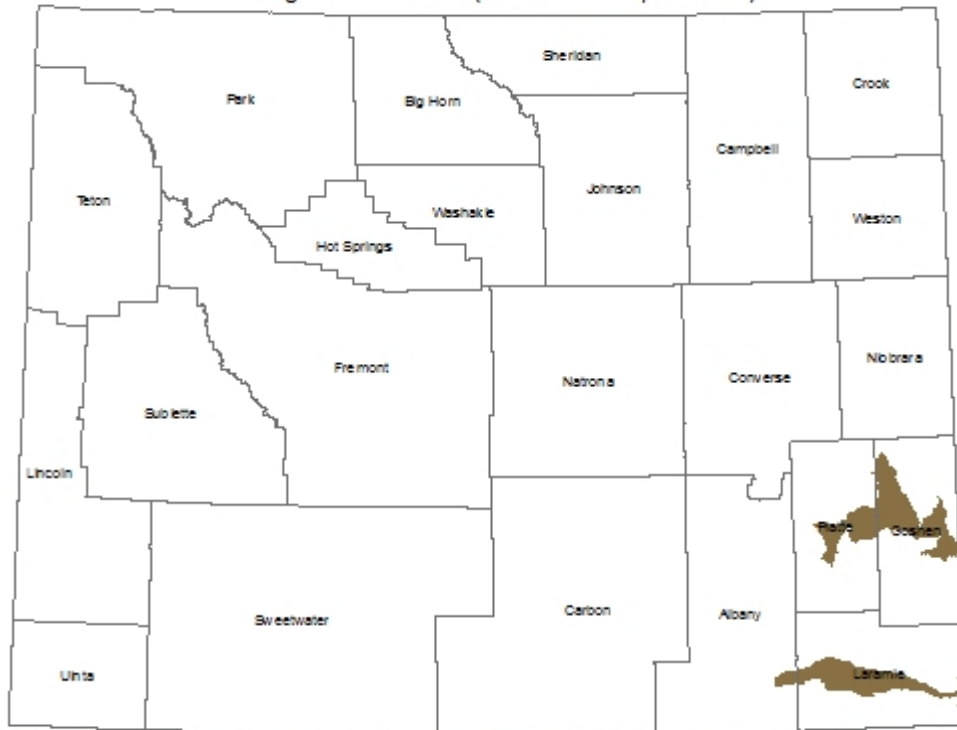 Sheridan
Crook
Park
Big Horn
Campbell
Johnson
Teton
Washakie
Weston
Hot Springs
Niobrara
Fremont
Converse
Natrona
Sublette
Lincoln
Platte
Goshen
Carbon
Albany
Sweetwater
Uinta
Laramie